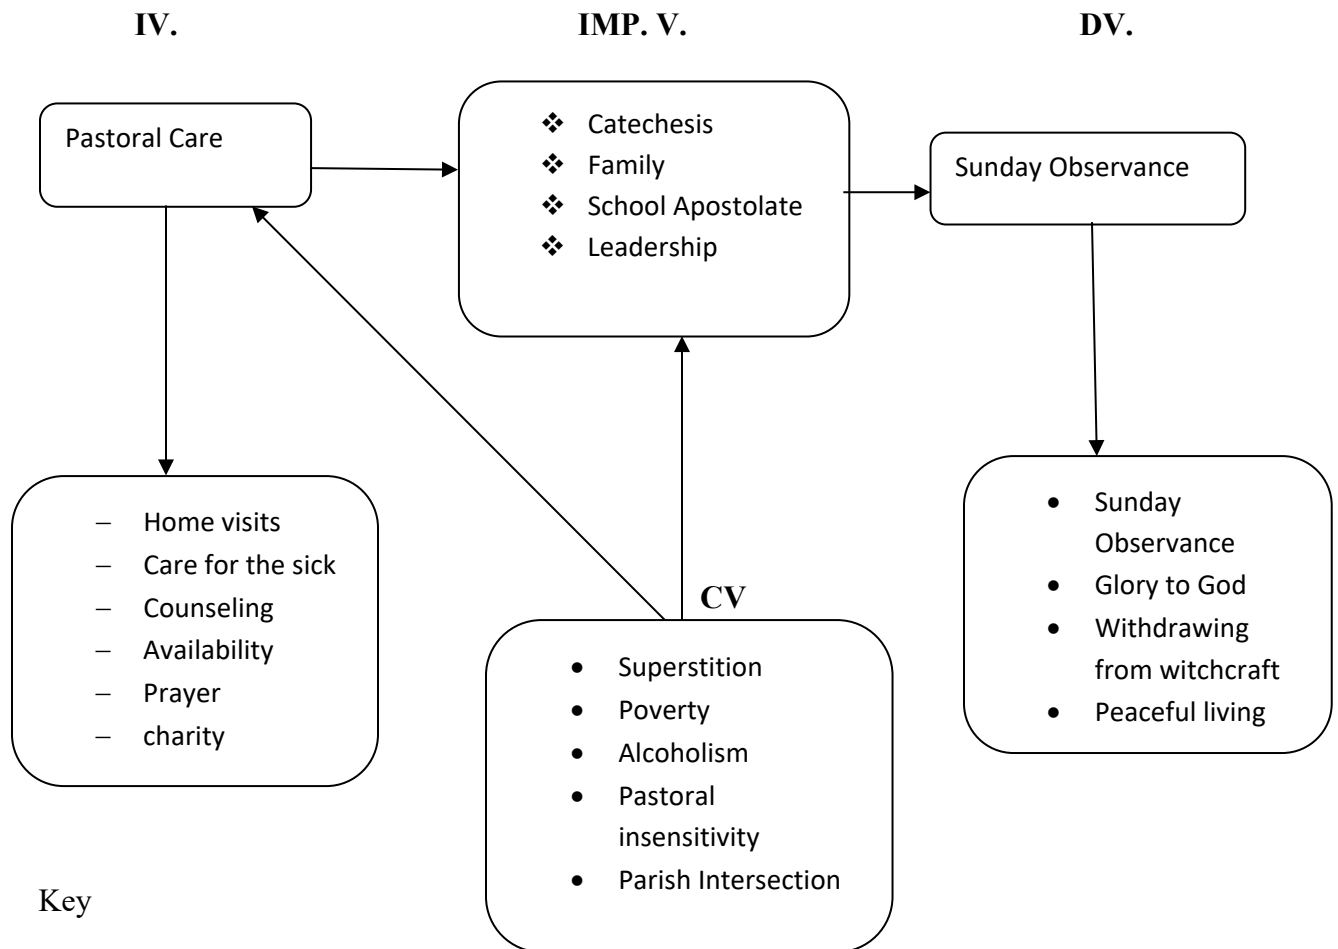 IV.
IMP. V.
DV.
Pastoral Care
❖ Catechesis
❖ Family
❖ School Apostolate
❖ Leadership
Sunday Observance
– Home visits
– Care for the sick
– Counseling
– Availability
– Prayer
– charity
CV
• Superstition
• Poverty
• Alcoholism
• Pastoral
insensitivity
• Parish Intersection
• Sunday
Observance
• Glory to God
• Withdrawing
from witchcraft
• Peaceful living
Key